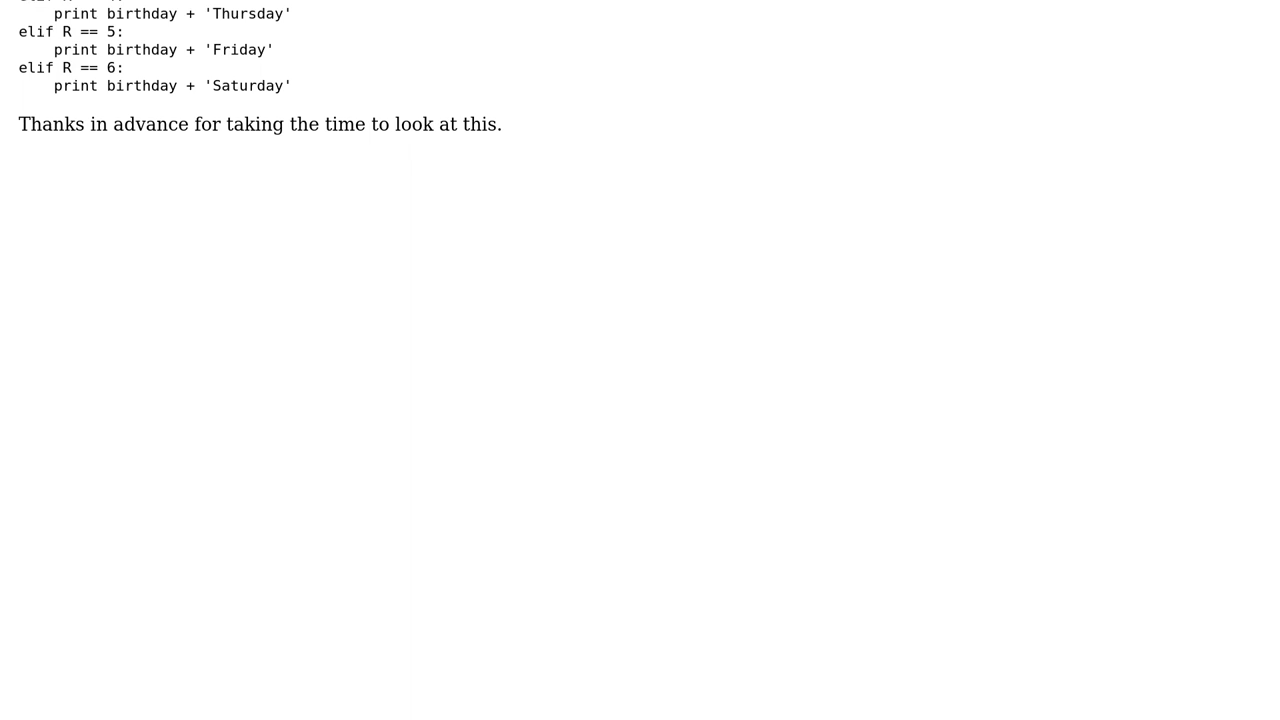 print birthday + 'Thursday'
elif R == 5:
print birthday + 'Friday'
elif R == 6:
print birthday + 'Saturday'
Thanks in advance for taking the time to look at this.